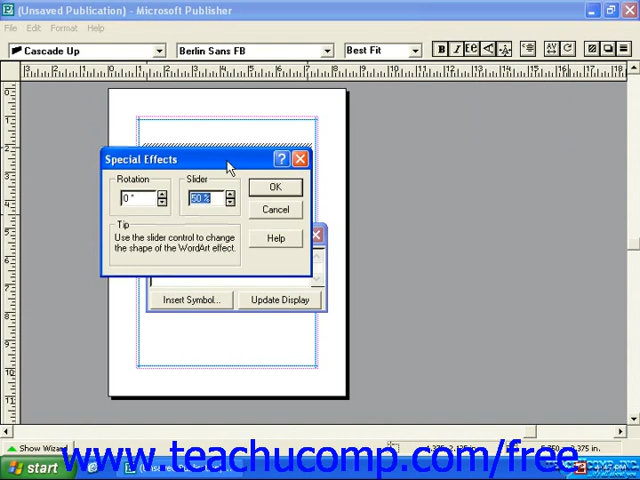 (Unsaved Publication) - Microsoft Publisher
File Edit Format Help
Cascade Up Berlin Sans FB Best Fit B I
Special Effects
Rotation Slider
0 ° 50 % OK
Cancel
Tip
Use the slider control to change
the shape of the WordArt effect.
Help
Insert Symbol... Update Display
Show Wizard
start (Unsaved
www.teachucomp.com/free